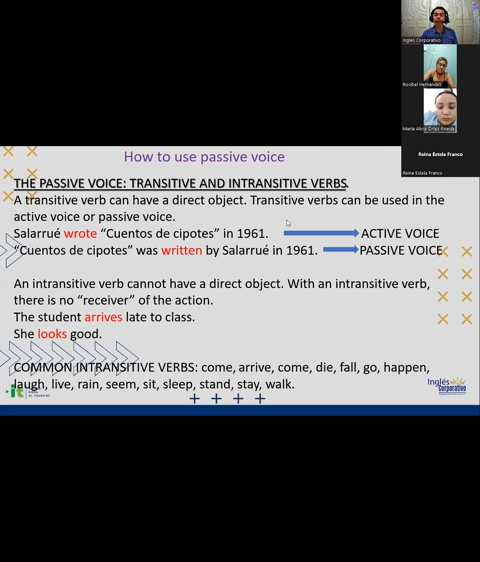 Inglés Corporativo
Rosibel Hernández
María Alicia Ortez Pineda
Reina Estela Franco
Reina Estela Franco
How to use passive voice
THE PASSIVE VOICE: TRANSITIVE AND INTRANSITIVE VERBS.
A transitive verb can have a direct object. Transitive verbs can be used in the
active voice or passive voice.
Salarrué wrote “Cuentos de cipotes” in 1961. ACTIVE VOICE
“Cuentos de cipotes” was written by Salarrué in 1961. PASSIVE VOICE
An intransitive verb cannot have a direct object. With an intransitive verb,
there is no “receiver” of the action.
The student arrives late to class.
She looks good.
COMMON INTRANSITIVE VERBS: come, arrive, come, die, fall, go, happen,
laugh, live, rain, seem, sit, sleep, stand, stay, walk.
it
EL TRABAJO
Inglés
Corporativo